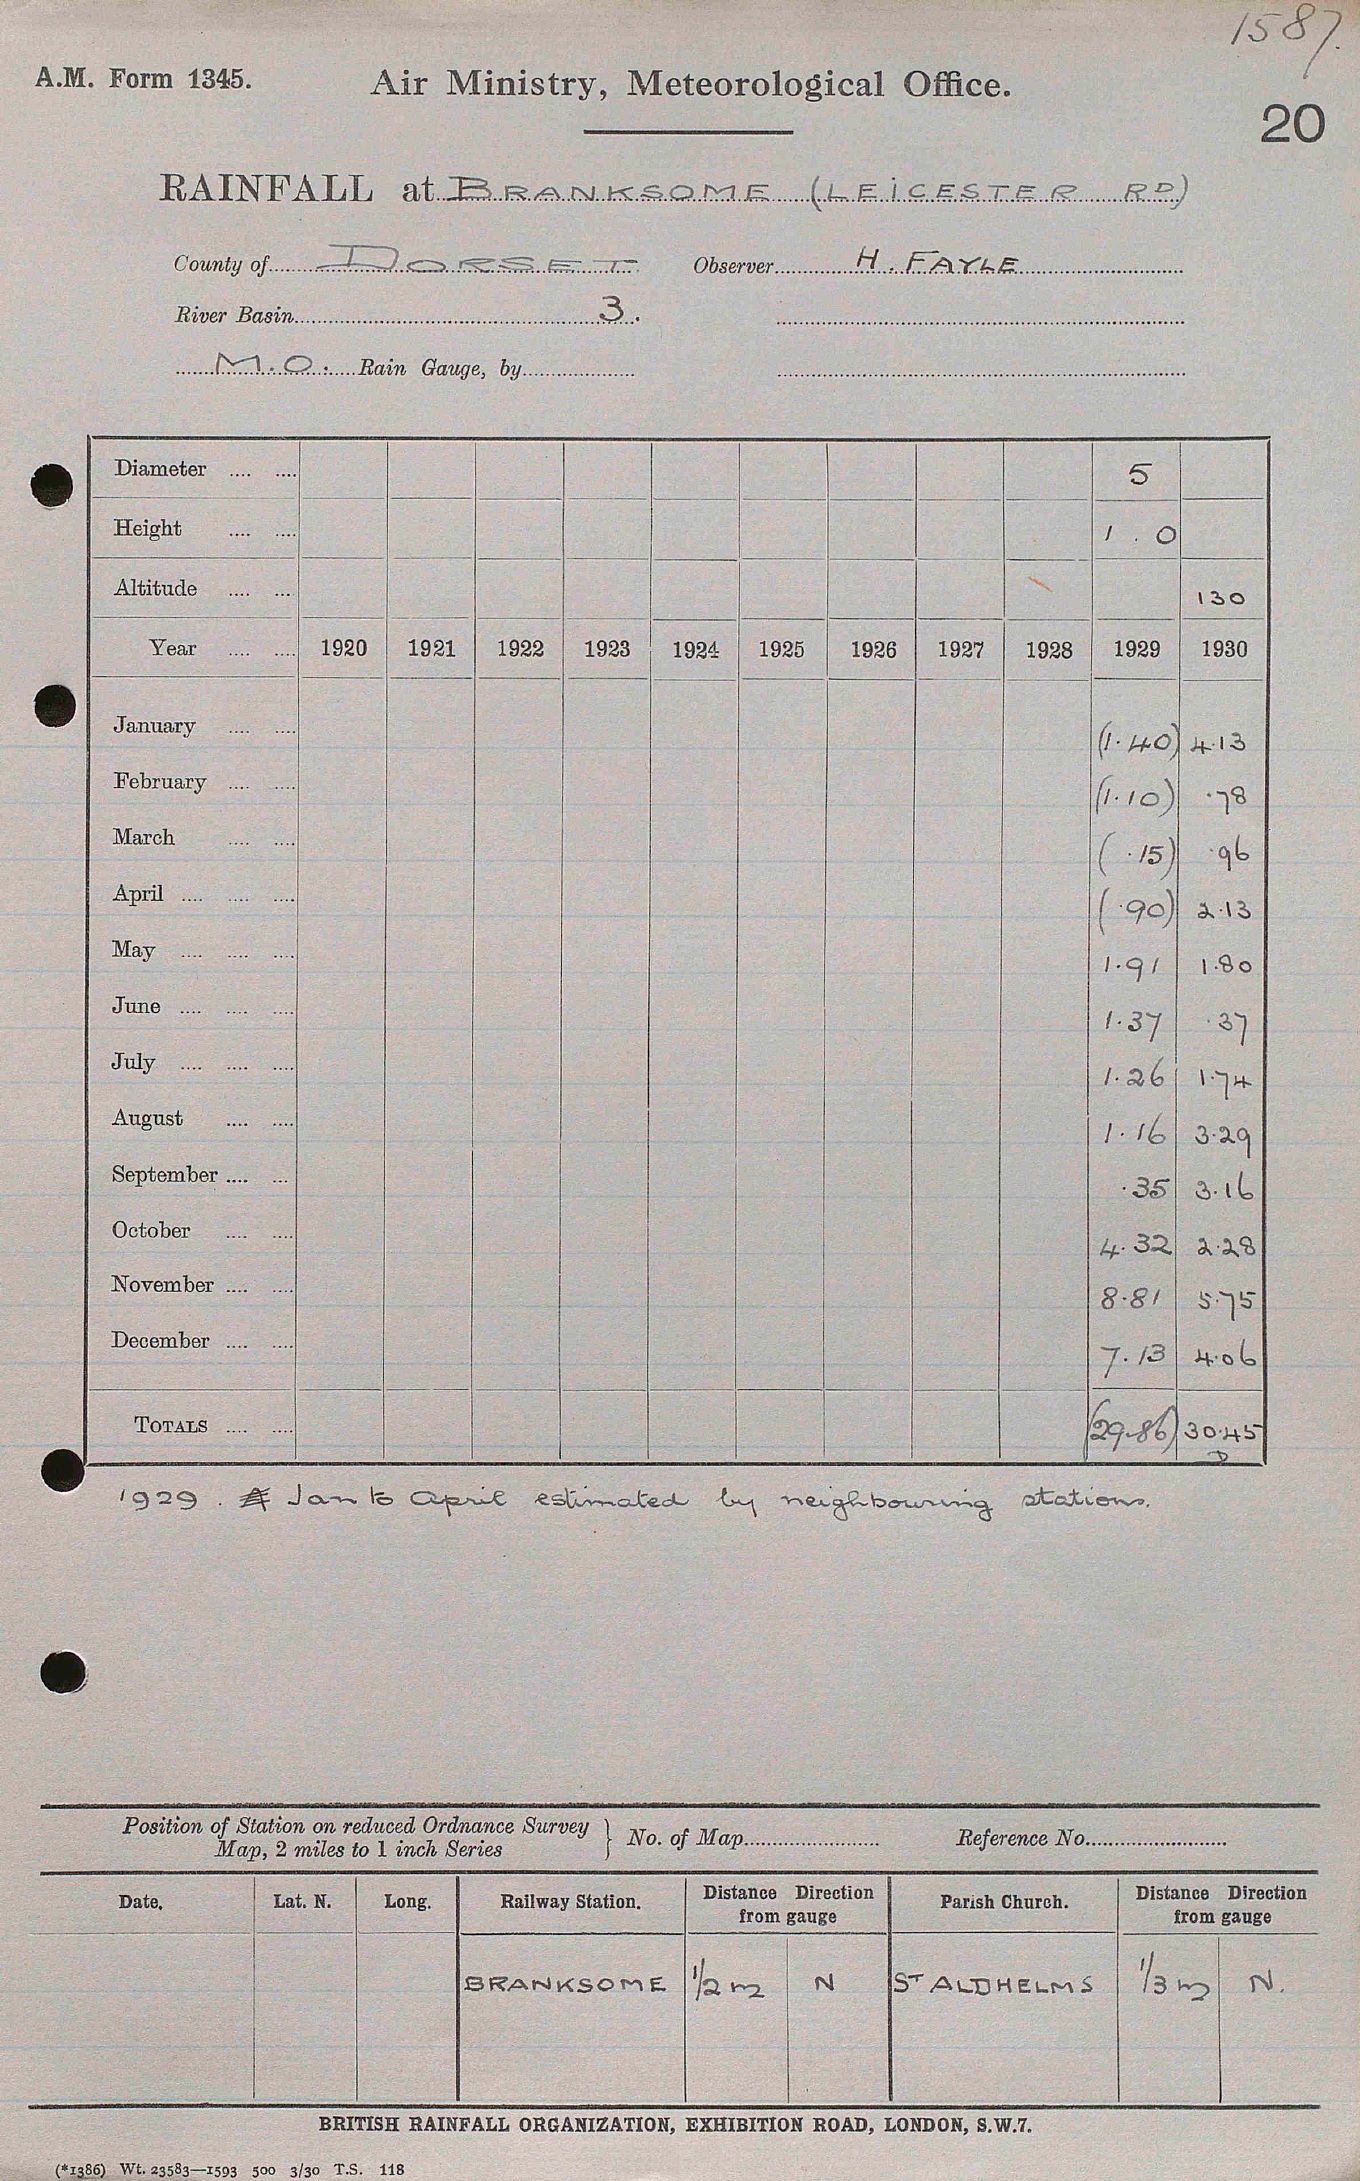 1587.
A.M. Form 1345. Air Ministry, Meteorological Office.
20
RAINFALL at BRANKSOME (LEICESTER RD)
County of DORSET Observer H. FAYLE
River Basin 3.
M.O. Rain Gauge, by
Diameter .... .... 5
Height .... .... 1 . 0
Altitude .... .... 130
Year .... .... 1920 1921 1922 1923 1924 1925 1926 1927 1928 1929 1930
January .... .... (1.40) 4.13
February .... .... (1.10) .78
March .... .... (.15) .96
April .... .... .... (.90) 2.13
May .... .... .... 1.91 1.80
June .... .... .... 1.37 .37
July .... .... .... 1.26 1.74
August .... .... 1.16 3.29
September .... .... .35 3.16
October .... .... 4.32 2.28
November .... .... 8.81 5.75
December .... .... 7.13 4.06
TOTALS .... .... (29.86) 30.45
1929. Jan to April estimated by neighbouring stations.
Position of Station on reduced Ordnance Survey
Map, 2 miles to 1 inch Series } No. of Map Reference No.
Date. Lat. N. Long. Railway Station. Distance Direction from gauge Parish Church. Distance Direction from gauge
BRANKSOME 1/2 m N ST ALDHELMS 1/3 m N.
BRITISH RAINFALL ORGANIZATION, EXHIBITION ROAD, LONDON, S.W.7.
(*1386) Wt. 23583—1593 500 3/30 T.S. 118